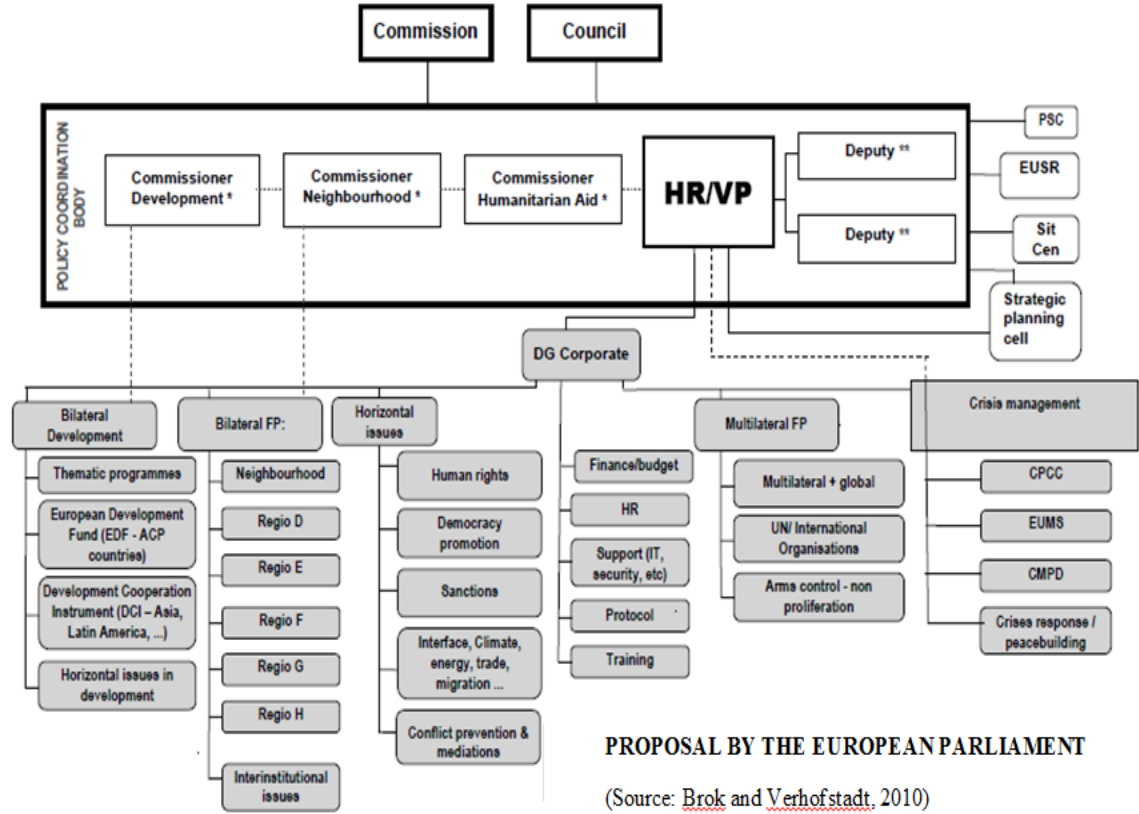 Commission
Council
POLICY COORDINATION
BODY
Commissioner
Development *
Commissioner
Neighbourhood *
Commissioner
Humanitarian Aid *
HR/VP
Deputy **
Deputy **
PSC
EUSR
Sit
Cen
Strategic
planning
cell
DG Corporate
Bilateral
Development
Thematic programmes
European Development
Fund (EDF - ACP
countries)
Development Cooperation
Instrument (DCI – Asia,
Latin America, ...)
Horizontal issues in
development
Bilateral FP:
Neighbourhood
Regio D
Regio E
Regio F
Regio G
Regio H
Interinstitutional
issues
Horizontal
issues
Human rights
Democracy
promotion
Sanctions
Interface, Climate,
energy, trade,
migration ...
Conflict prevention &
mediations
Finance/budget
HR
Support (IT,
security, etc)
Protocol
Training
Multilateral FP
Multilateral + global
UN/ International
Organisations
Arms control - non
proliferation
Crisis management
CPCC
EUMS
CMPD
Crises response /
peacebuilding
PROPOSAL BY THE EUROPEAN PARLIAMENT
(Source: Brok and Verhofstadt, 2010)